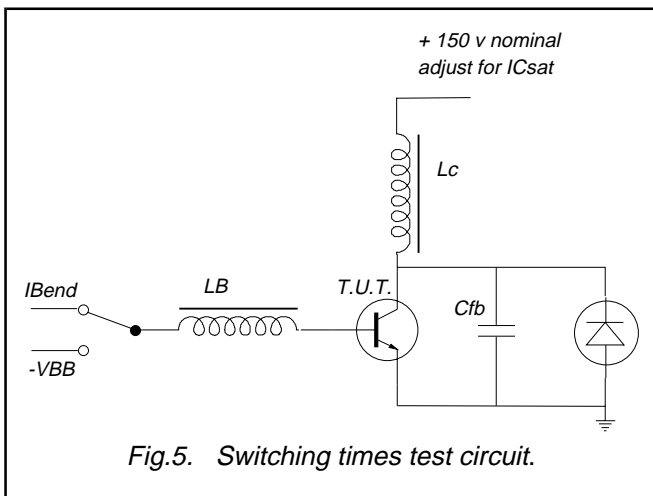 + 150 v nominal
adjust for ICsat
Lc
IBend
LB
T.U.T.
Cfb
-VBB
Fig.5. Switching times test circuit.